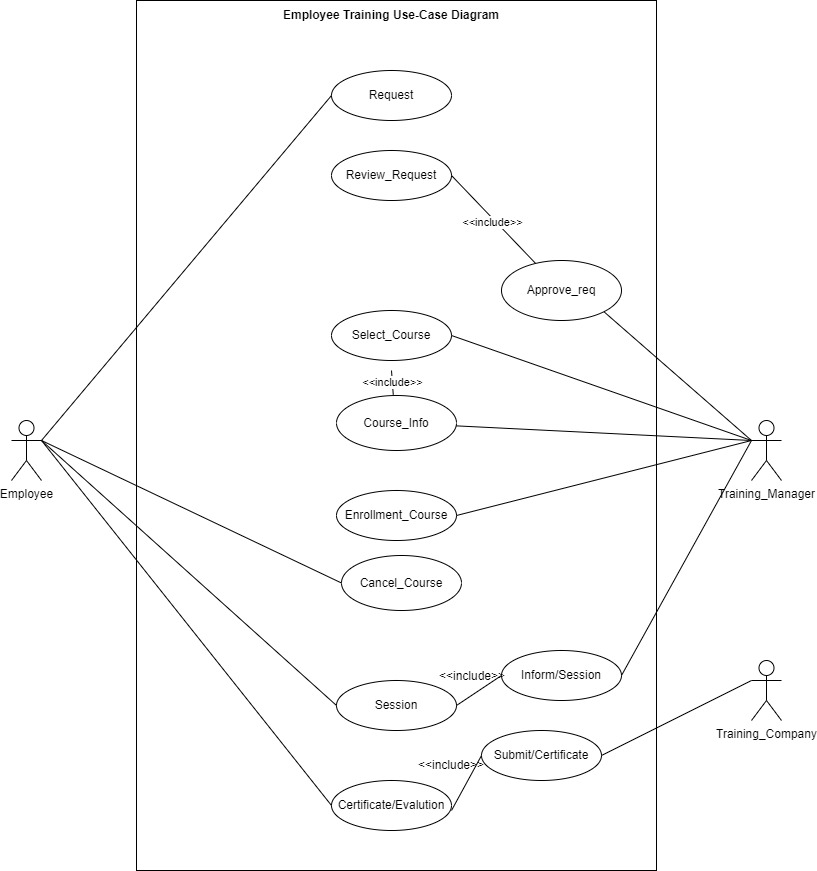 Employee Training Use-Case Diagram
Request
Review_Request
<<include>>
Approve_req
Select_Course
<<include>>
Course_Info
Employee
Training_Manager
Enrollment_Course
Cancel_Course
<<include>>
Inform/Session
Session
Training_Company
Submit/Certificate
<<include>>
Certificate/Evalution